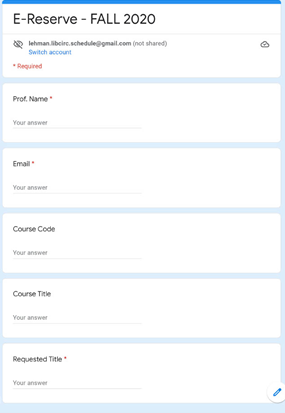 E-Reserve - FALL 2020
lehman.libcirc.schedule@gmail.com (not shared)
Switch account
* Required
Prof. Name *
Your answer
Email *
Your answer
Course Code
Your answer
Course Title
Your answer
Requested Title *
Your answer